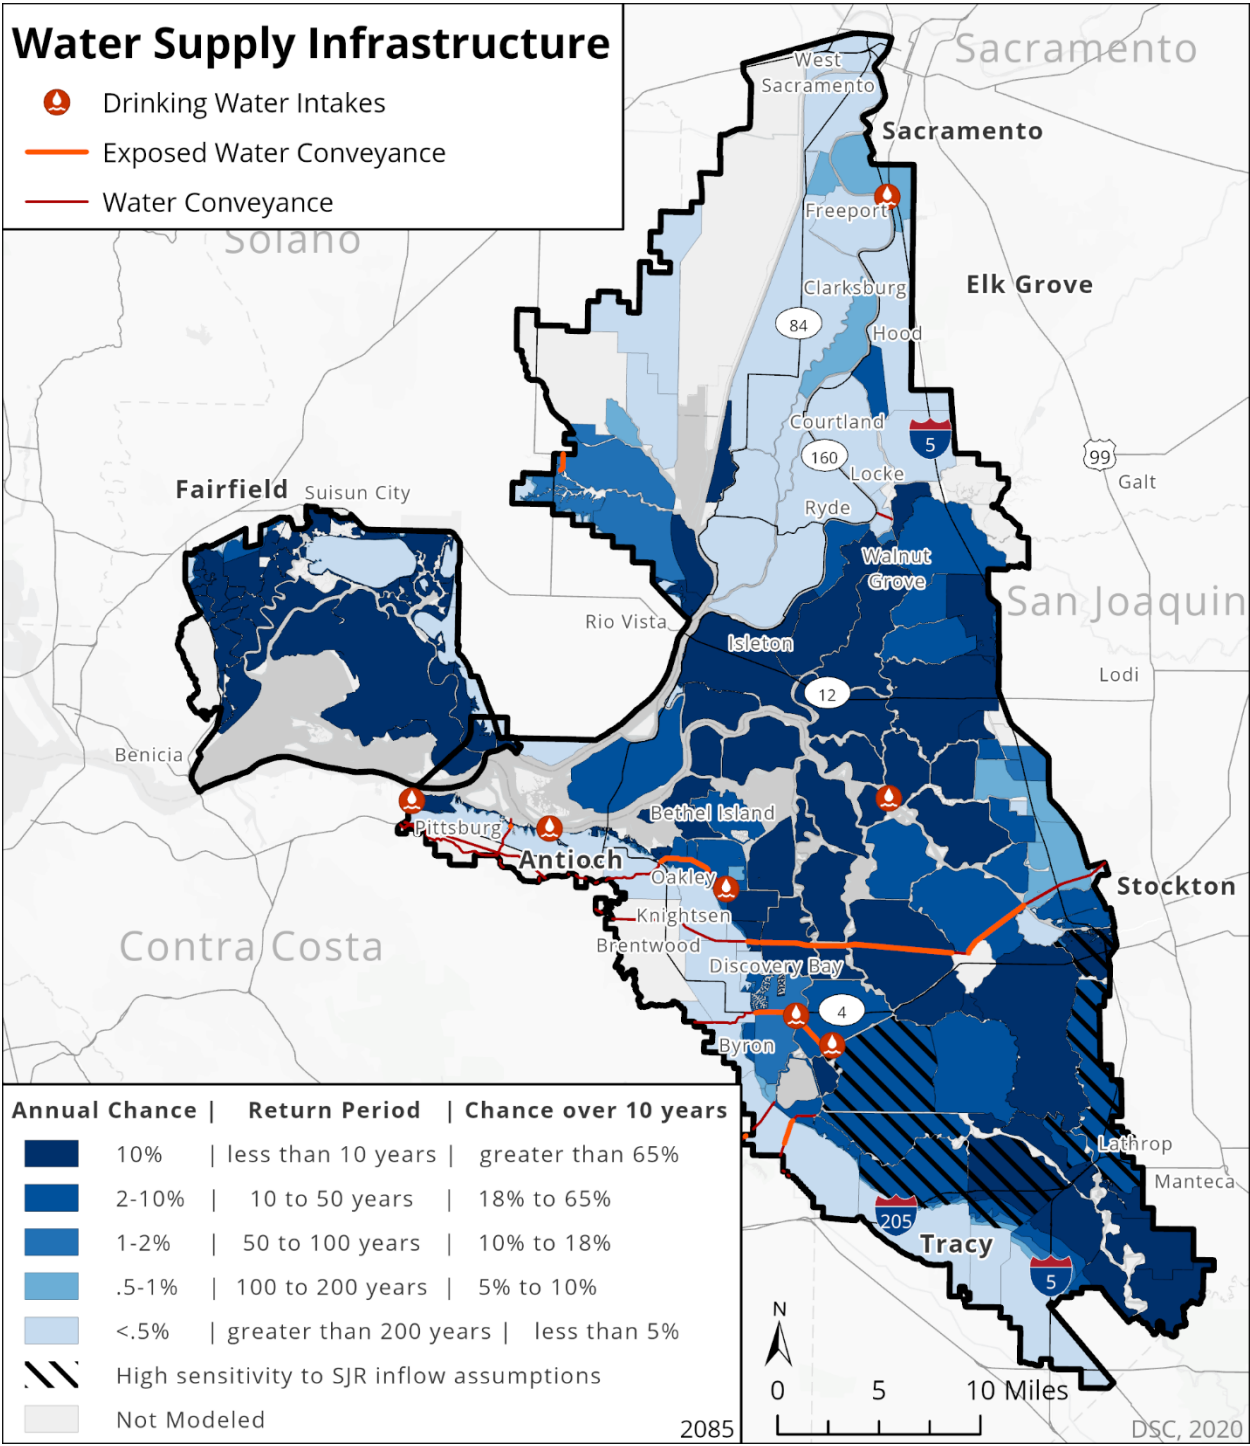 Water Supply Infrastructure
Drinking Water Intakes
Exposed Water Conveyance
Water Conveyance
Sacramento
West
Sacramento
Sacramento
Freeport
Solano
Clarksburg
Elk Grove
84
Hood
Courtland
5
160
99
Locke
Galt
Fairfield
Suisun City
Ryde
Walnut
Grove
San Joaquin
Rio Vista
Isleton
Lodi
12
Benicia
Bethel Island
Pittsburg
Antioch
Oakley
Stockton
Knightsen
Contra Costa
Brentwood
Discovery Bay
4
Byron
Lathrop
Manteca
205
Tracy
5
Annual Chance | Return Period | Chance over 10 years
10% | less than 10 years | greater than 65%
2-10% | 10 to 50 years | 18% to 65%
1-2% | 50 to 100 years | 10% to 18%
.5-1% | 100 to 200 years | 5% to 10%
<.5% | greater than 200 years | less than 5%
High sensitivity to SJR inflow assumptions
Not Modeled
N
0 5 10 Miles
2085
DSC, 2020